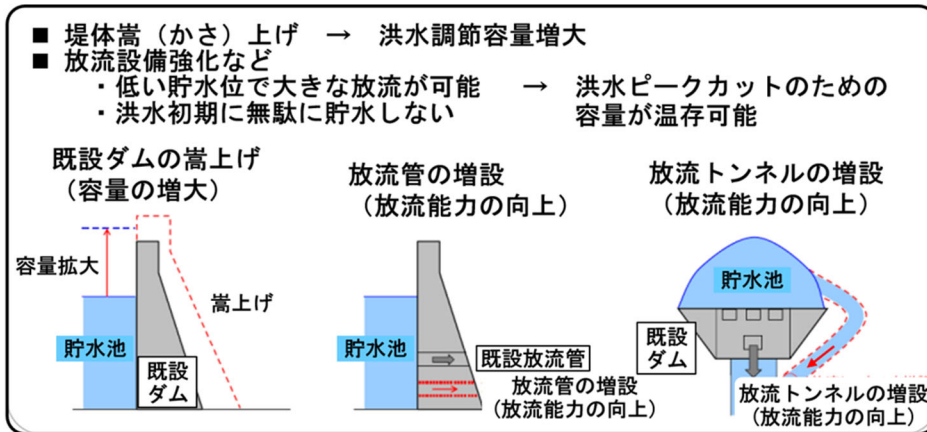 ■ 堤体嵩（かさ）上げ → 洪水調節容量増大
■ 放流設備強化など
・低い貯水位で大きな放流が可能 → 洪水ピークカットのための
・洪水初期に無駄に貯水しない 容量が温存可能
既設ダムの嵩上げ
（容量の増大）
容量拡大
嵩上げ
貯水池
既設
ダム
放流管の増設
（放流能力の向上）
貯水池
既設放流管
放流管の増設
（放流能力の向上）
放流トンネルの増設
（放流能力の向上）
貯水池
既設
ダム
放流トンネルの増設
（放流能力の向上）